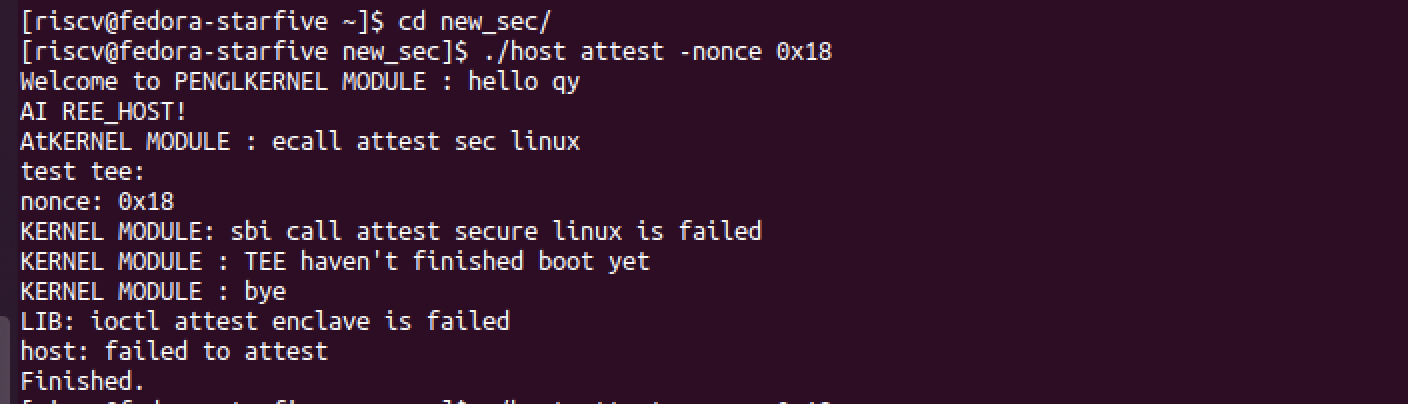 [riscv@fedora-starfive ~]$ cd new_sec/
[riscv@fedora-starfive new_sec]$ ./host attest -nonce 0x18
Welcome to PENGLKERNEL MODULE : hello qy
AI REE_HOST!
AtKERNEL MODULE : ecall attest sec linux
test tee:
nonce: 0x18
KERNEL MODULE: sbi call attest secure linux is failed
KERNEL MODULE : TEE haven't finished boot yet
KERNEL MODULE : bye
LIB: ioctl attest enclave is failed
host: failed to attest
Finished.